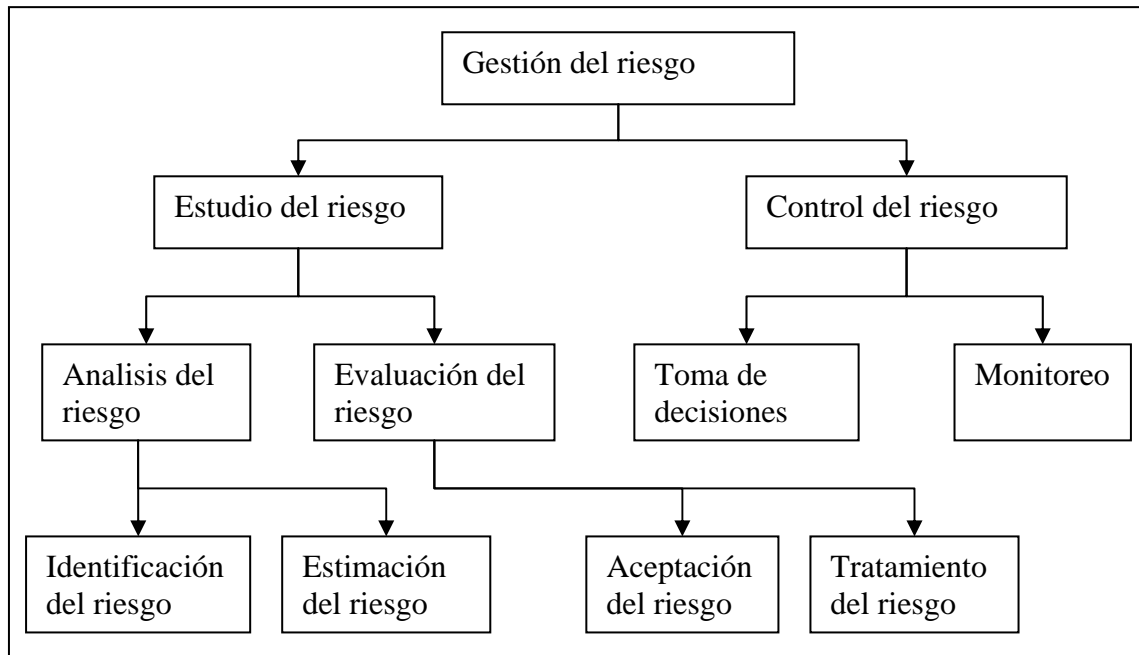 Gestión del riesgo
Estudio del riesgo
Control del riesgo
Analisis del
riesgo
Evaluación del
riesgo
Toma de
decisiones
Monitoreo
Identificación
del riesgo
Estimación
del riesgo
Aceptación
del riesgo
Tratamiento
del riesgo